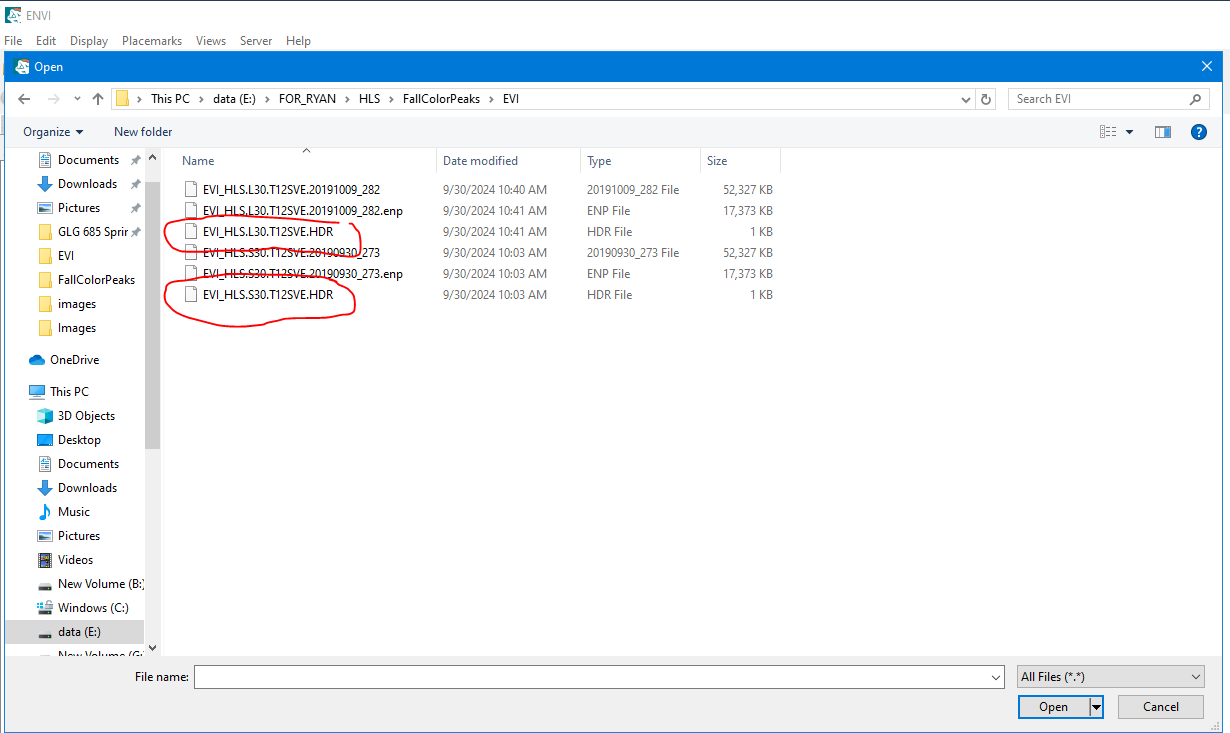 ENVI
File Edit Display Placemarks Views Server Help
Open
This PC > data (E:) > FOR_RYAN > HLS > FallColorPeaks > EVI
Search EVI
Organize New folder
Name Date modified Type Size
EVI_HLS.L30.T12SVE.20191009_282 9/30/2024 10:40 AM 20191009_282 File 52,327 KB
EVI_HLS.L30.T12SVE.20191009_282.enp 9/30/2024 10:41 AM ENP File 17,373 KB
EVI_HLS.L30.T12SVE.HDR 9/30/2024 10:41 AM HDR File 1 KB
EVI_HLS.S30.T12SVE.20190930_273 9/30/2024 10:03 AM 20190930_273 File 52,327 KB
EVI_HLS.S30.T12SVE.20190930_273.enp 9/30/2024 10:03 AM ENP File 17,373 KB
EVI_HLS.S30.T12SVE.HDR 9/30/2024 10:03 AM HDR File 1 KB
Documents
Downloads
Pictures
GLG 685 Sprir
EVI
FallColorPeaks
images
Images
OneDrive
This PC
3D Objects
Desktop
Documents
Downloads
Music
Pictures
Videos
New Volume (B:)
Windows (C:)
data (E:)
New Volume (G:
File name:
All Files (*.*)
Open Cancel